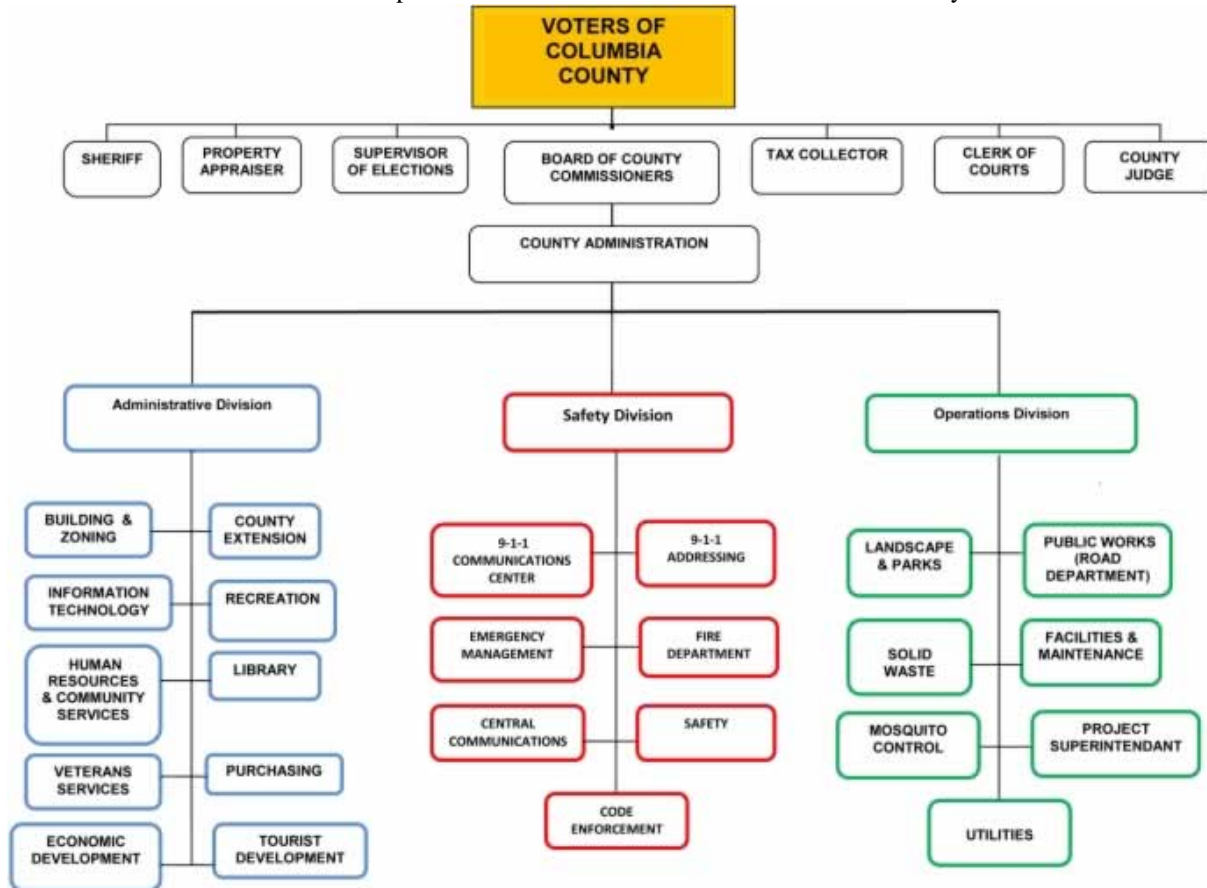 VOTERS OF
COLUMBIA
COUNTY
SHERIFF
PROPERTY
APPRAISER
SUPERVISOR
OF ELECTIONS
BOARD OF COUNTY
COMMISSIONERS
TAX COLLECTOR
CLERK OF
COURTS
COUNTY
JUDGE
COUNTY ADMINISTRATION
Administrative Division
Safety Division
Operations Division
BUILDING & 
ZONING
COUNTY
EXTENSION
INFORMATION
TECHNOLOGY
RECREATION
HUMAN
RESOURCES
& COMMUNITY
SERVICES
LIBRARY
VETERANS
SERVICES
PURCHASING
ECONOMIC
DEVELOPMENT
TOURIST
DEVELOPMENT
9-1-1
COMMUNICATIONS
CENTER
9-1-1
ADDRESSING
EMERGENCY
MANAGEMENT
FIRE
DEPARTMENT
CENTRAL
COMMUNICATIONS
SAFETY
CODE
ENFORCEMENT
LANDSCAPE
& PARKS
PUBLIC WORKS
(ROAD
DEPARTMENT)
SOLID
WASTE
FACILITIES &
MAINTENANCE
MOSQUITO
CONTROL
PROJECT
SUPERINTENDANT
UTILITIES